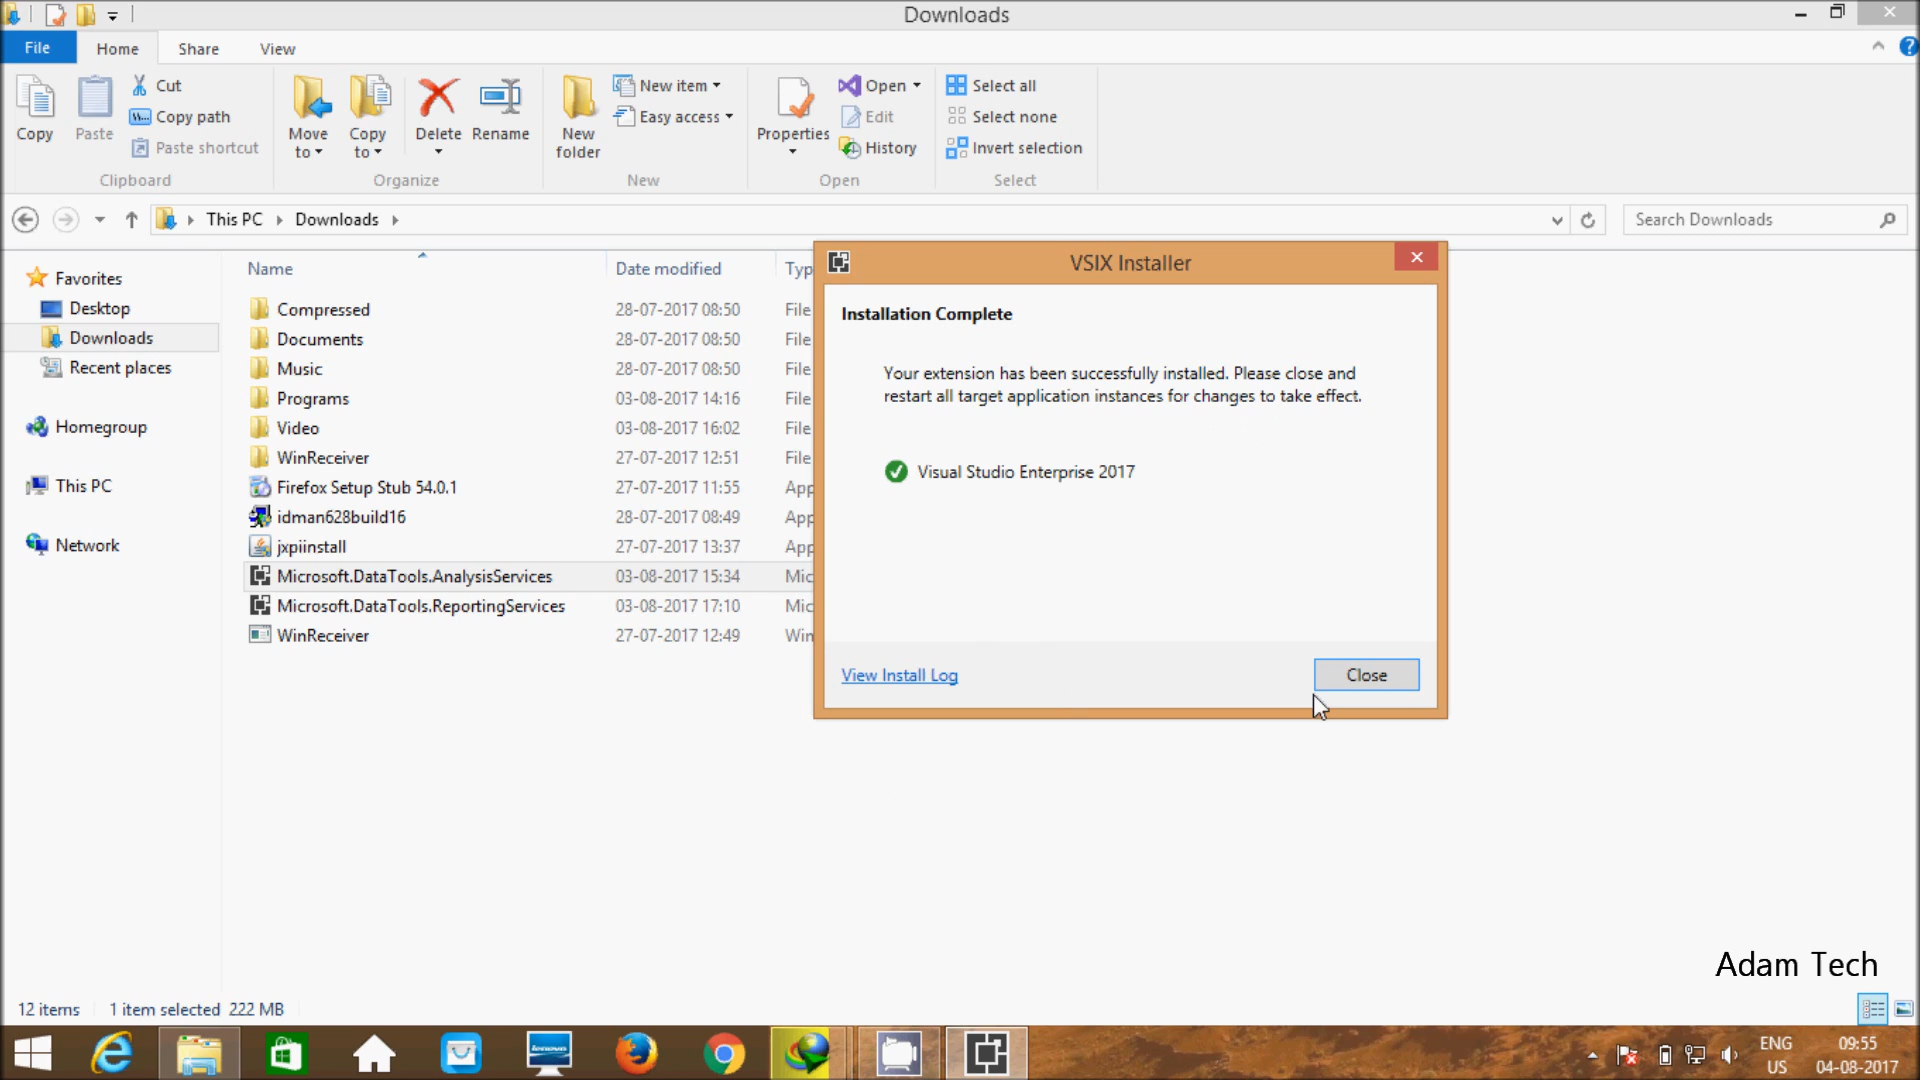 Downloads
File
Home
Share
View
Copy
Paste
Cut
Copy path
Paste shortcut
Clipboard
Move to
Copy to
Delete
Rename
Organize
New folder
New item
Easy access
New
Properties
Open
Edit
History
Open
Select all
Select none
Invert selection
Select
This PC
Downloads
Search Downloads
Favorites
Desktop
Downloads
Recent places
Homegroup
This PC
Network
Name Date modified Typ
Compressed 28-07-2017 08:50 File
Documents 28-07-2017 08:50 File
Music 28-07-2017 08:50 File
Programs 03-08-2017 14:16 File
Video 03-08-2017 16:02 File
WinReceiver 27-07-2017 12:51 File
Firefox Setup Stub 54.0.1 27-07-2017 11:55 App
idman628build16 28-07-2017 08:49 App
jxpiinstall 27-07-2017 13:37 App
Microsoft.DataTools.AnalysisServices 03-08-2017 15:34 Mic
Microsoft.DataTools.ReportingServices 03-08-2017 17:10 Mic
WinReceiver 27-07-2017 12:49 Win
VSIX Installer
Installation Complete
Your extension has been successfully installed. Please close and
restart all target application instances for changes to take effect.
Visual Studio Enterprise 2017
View Install Log
Close
Adam Tech
12 items 1 item selected 222 MB
ENG
US
09:55
04-08-2017